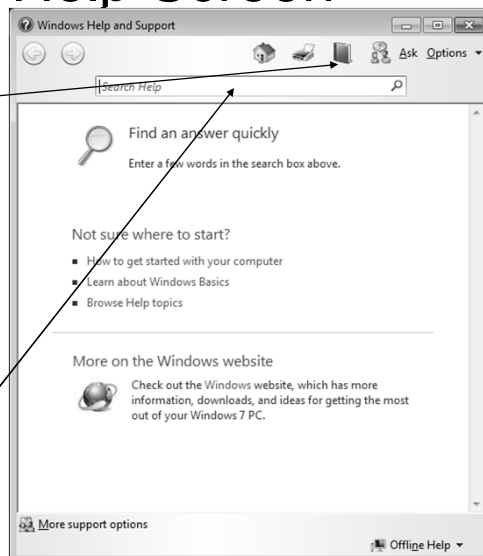 Help Screen
Windows Help and Support
Ask Options
Search Help
Find an answer quickly
Enter a few words in the search box above.
Not sure where to start?
How to get started with your computer
Learn about Windows Basics
Browse Help topics
More on the Windows website
Check out the Windows website, which has more
information, downloads, and ideas for getting the most
out of your Windows 7 PC.
More support options
Offline Help